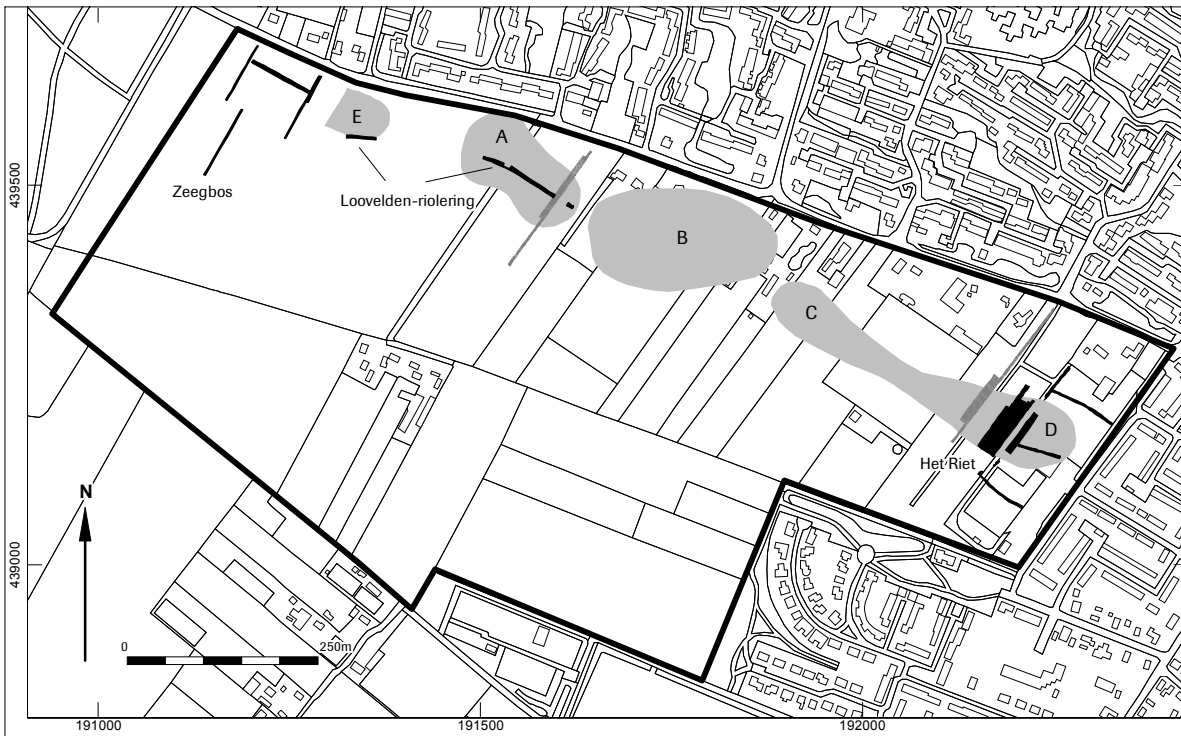 E
A
439500
Zeegbos
Loovelden-riolering
B
C
D
Het Riet
N
439000
0
250m
191000
191500
192000